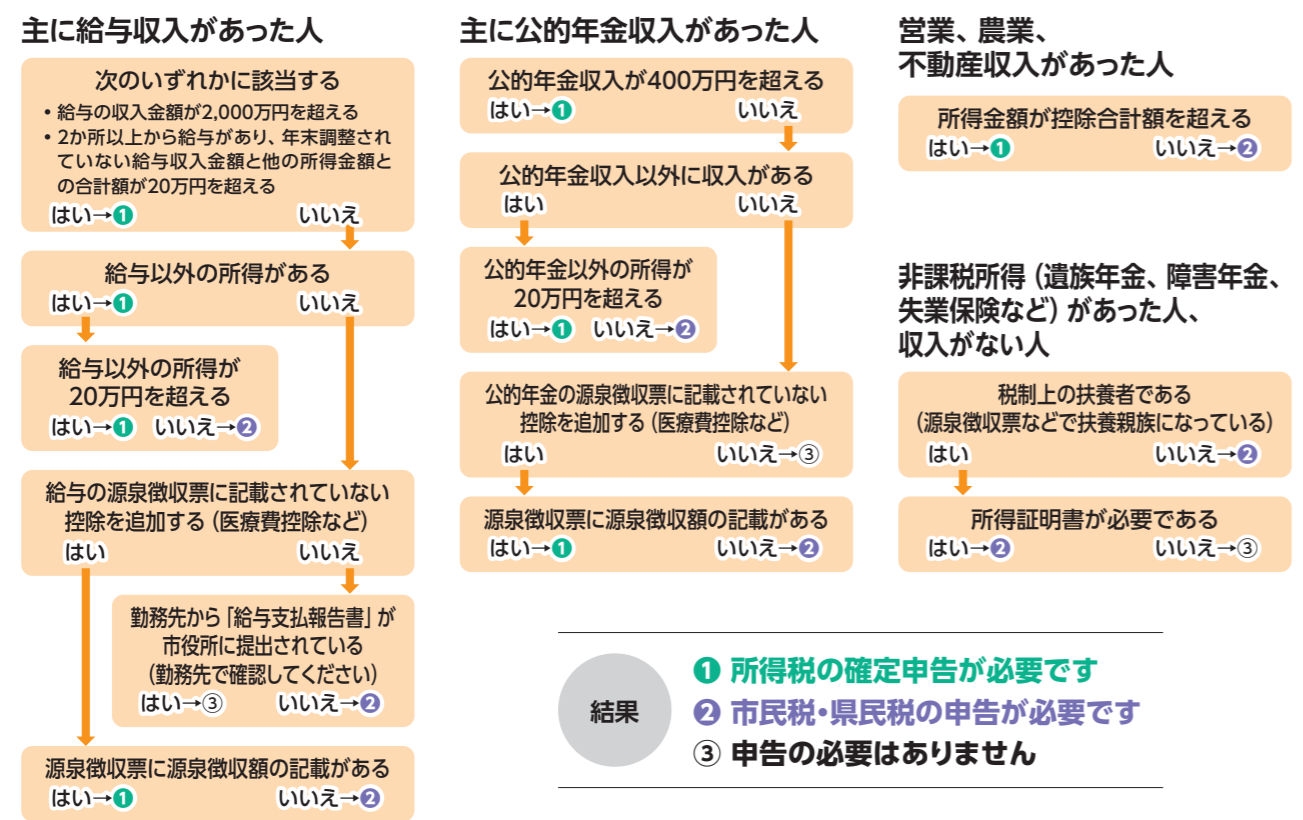 主に給与収入があった人
次のいずれかに該当する
• 給与の収入金額が2,000万円を超える
• 2か所以上から給与があり、年末調整され
ていない給与収入金額と他の所得金額と
の合計額が20万円を超える
はい→❶ いいえ
給与以外の所得がある
はい→❶ いいえ
給与以外の所得が
20万円を超える
はい→❶ いいえ→❷
給与の源泉徴収票に記載されていない
控除を追加する（医療費控除など）
はい いいえ
勤務先から「給与支払報告書」が
市役所に提出されている
（勤務先で確認してください）
はい→③ いいえ→❷
源泉徴収票に源泉徴収額の記載がある
はい→❶ いいえ→❷
主に公的年金収入があった人
公的年金収入が400万円を超える
はい→❶ いいえ
公的年金収入以外に収入がある
はい いいえ
公的年金以外の所得が
20万円を超える
はい→❶ いいえ→❷
公的年金の源泉徴収票に記載されていない
控除を追加する（医療費控除など）
はい いいえ→③
源泉徴収票に源泉徴収額の記載がある
はい→❶ いいえ→❷
営業、農業、
不動産収入があった人
所得金額が控除合計額を超える
はい→❶ いいえ→❷
非課税所得（遺族年金、障害年金、
失業保険など）があった人、
収入がない人
税制上の扶養者である
（源泉徴収票などで扶養親族になっている）
はい いいえ→❷
所得証明書が必要である
はい→❷ いいえ→③
結果
❶ 所得税の確定申告が必要です
❷ 市民税・県民税の申告が必要です
③ 申告の必要はありません